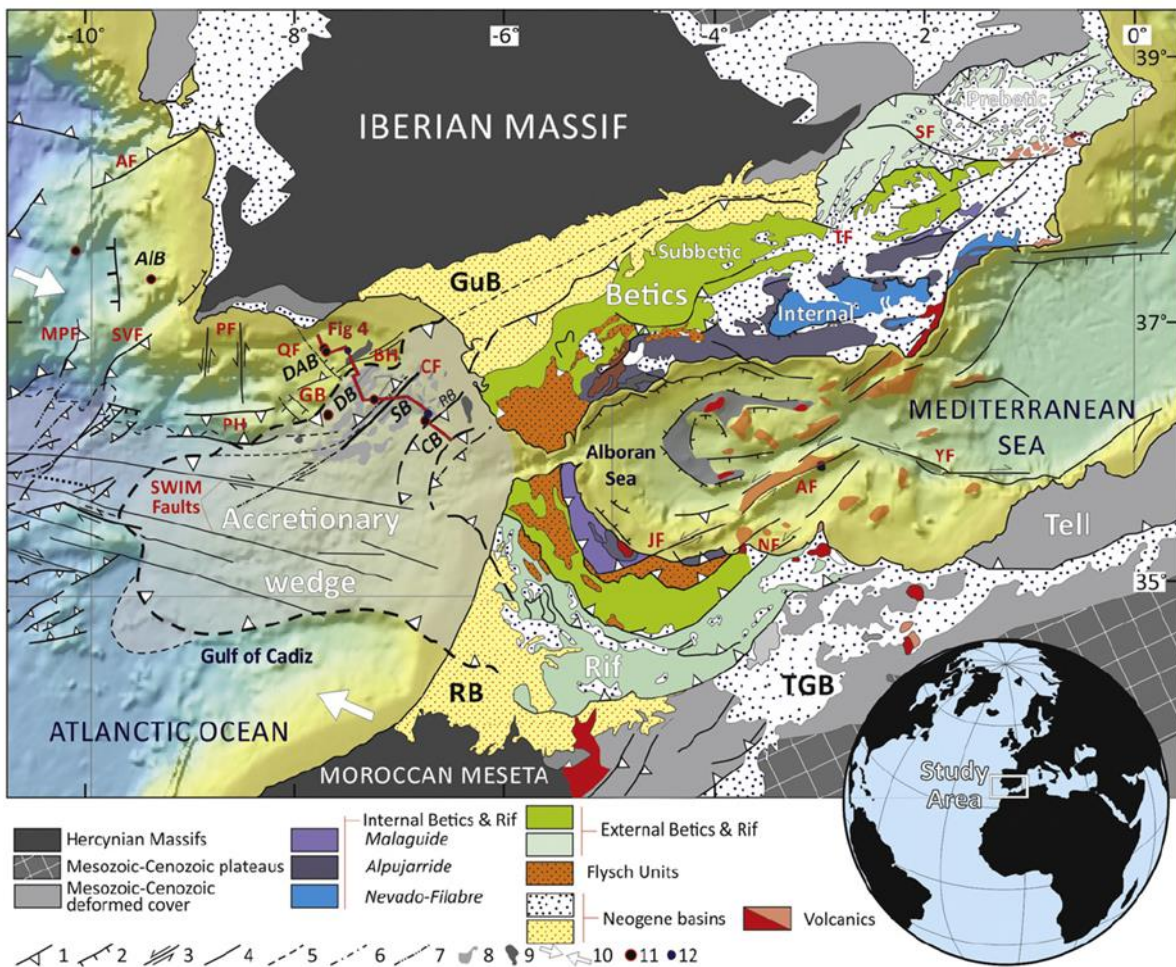 -10°
8°
-6°
-4°
2°
0°
39°
IBERIAN MASSIF
Prebetic
SF
AF
AlB
TF
Subbetic
GuB
Betics
Internal
37°
MPF
SVF
PF
QF
Fig 4
BH
CF
DAB
GB
DB
SB
RB
CB
PH
MEDITERRANEAN
SEA
Alboran
Sea
YF
AF
SWIM
Faults
Accretionary
wedge
JF
NF
Tell
35°
Gulf of Cadiz
Rif
RB
TGB
ATLANCTIC OCEAN
MOROCCAN MESETA
Study
Area
Hercynian Massifs
Mesozoic-Cenozoic plateaus
Mesozoic-Cenozoic
deformed cover
Internal Betics & Rif
Malaguide
Alpujarride
Nevado-Filabre
External Betics & Rif
Flysch Units
Neogene basins
Volcanics
1 2 3 4 5 6 7 8 9 10 11 12